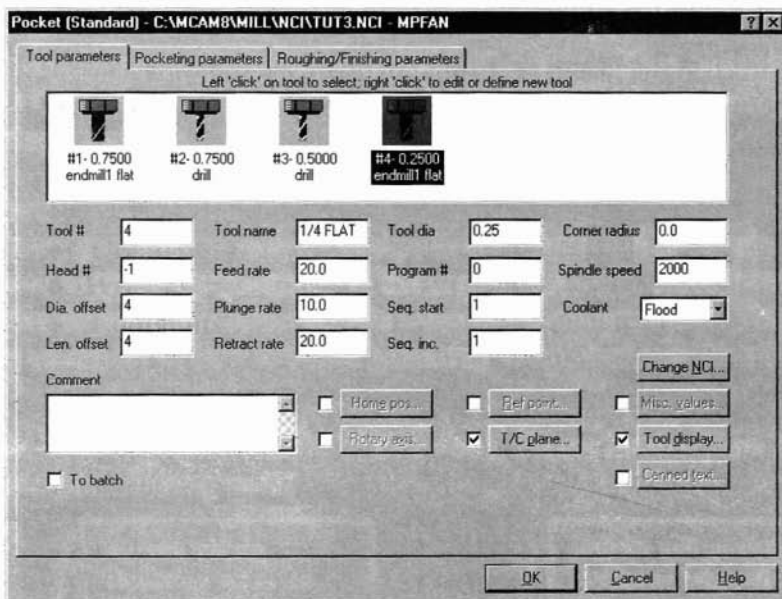 Pocket (Standard) - C:\MCAM8\MILL\NCI\TUT3.NCI - MPFAN
Tool parameters Pocketing parameters Roughing/Finishing parameters
Left 'click' on tool to select; right 'click' to edit or define new tool
#1- 0.7500 #2- 0.7500 #3- 0.5000 #4- 0.2500
endmill1 flat drill drill endmill1 flat
Tool # 4 Tool name 1/4 FLAT Tool dia 0.25 Corner radius 0.0
Head # -1 Feed rate 20.0 Program # 0 Spindle speed 2000
Dia. offset 4 Plunge rate 10.0 Seq. start 1 Coolant Flood
Len. offset 4 Retract rate 20.0 Seq. inc. 1
Change NCI...
Comment
Home pos... Ref point... Misc. values...
Rotary axis... T/C plane... Tool display...
To batch
Canned text...
OK Cancel Help